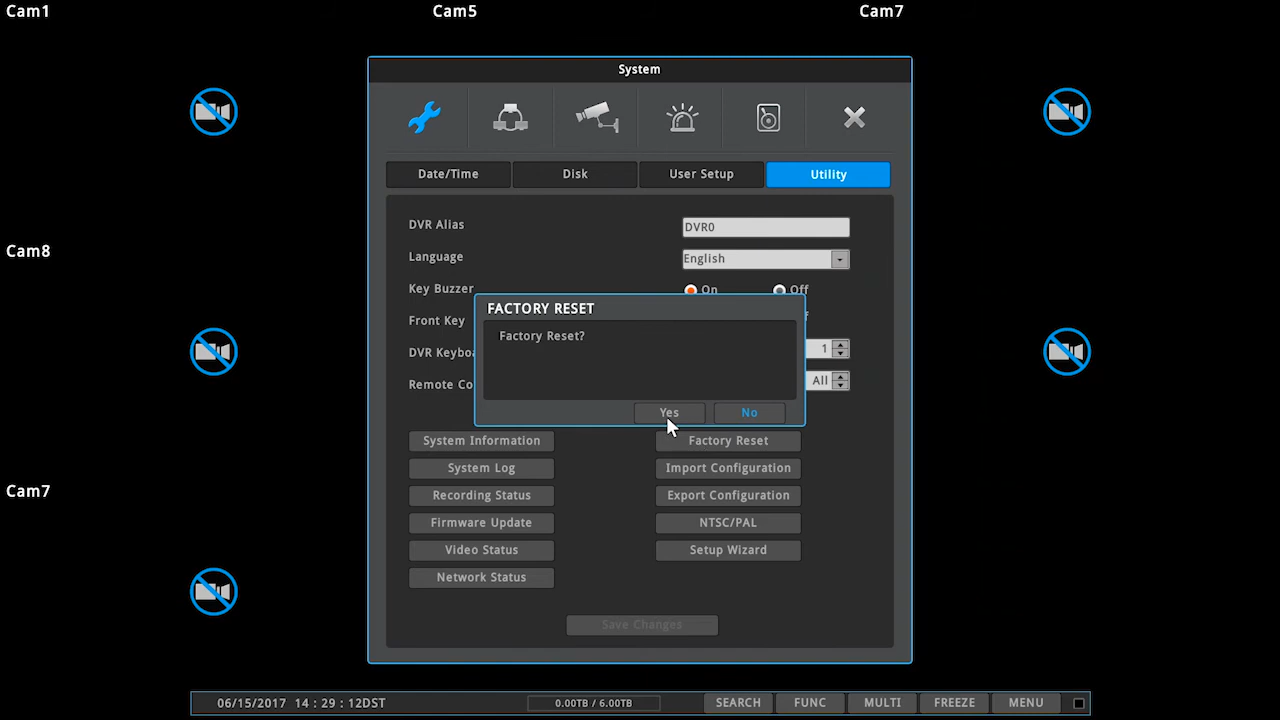 Cam1
Cam5
Cam7
System
Date/Time
Disk
User Setup
Utility
DVR Alias
DVR0
Language
English
Cam8
Key Buzzer
On
Off
FACTORY RESET
Front Key
Factory Reset?
DVR Keyboa
1
Remote Co
All
Yes
No
System Information
Factory Reset
System Log
Import Configuration
Cam7
Recording Status
Export Configuration
Firmware Update
NTSC/PAL
Video Status
Setup Wizard
Network Status
Save Changes
06/15/2017 14 : 29 : 12DST
0.00TB / 6.00TB
SEARCH
FUNC
MULTI
FREEZE
MENU